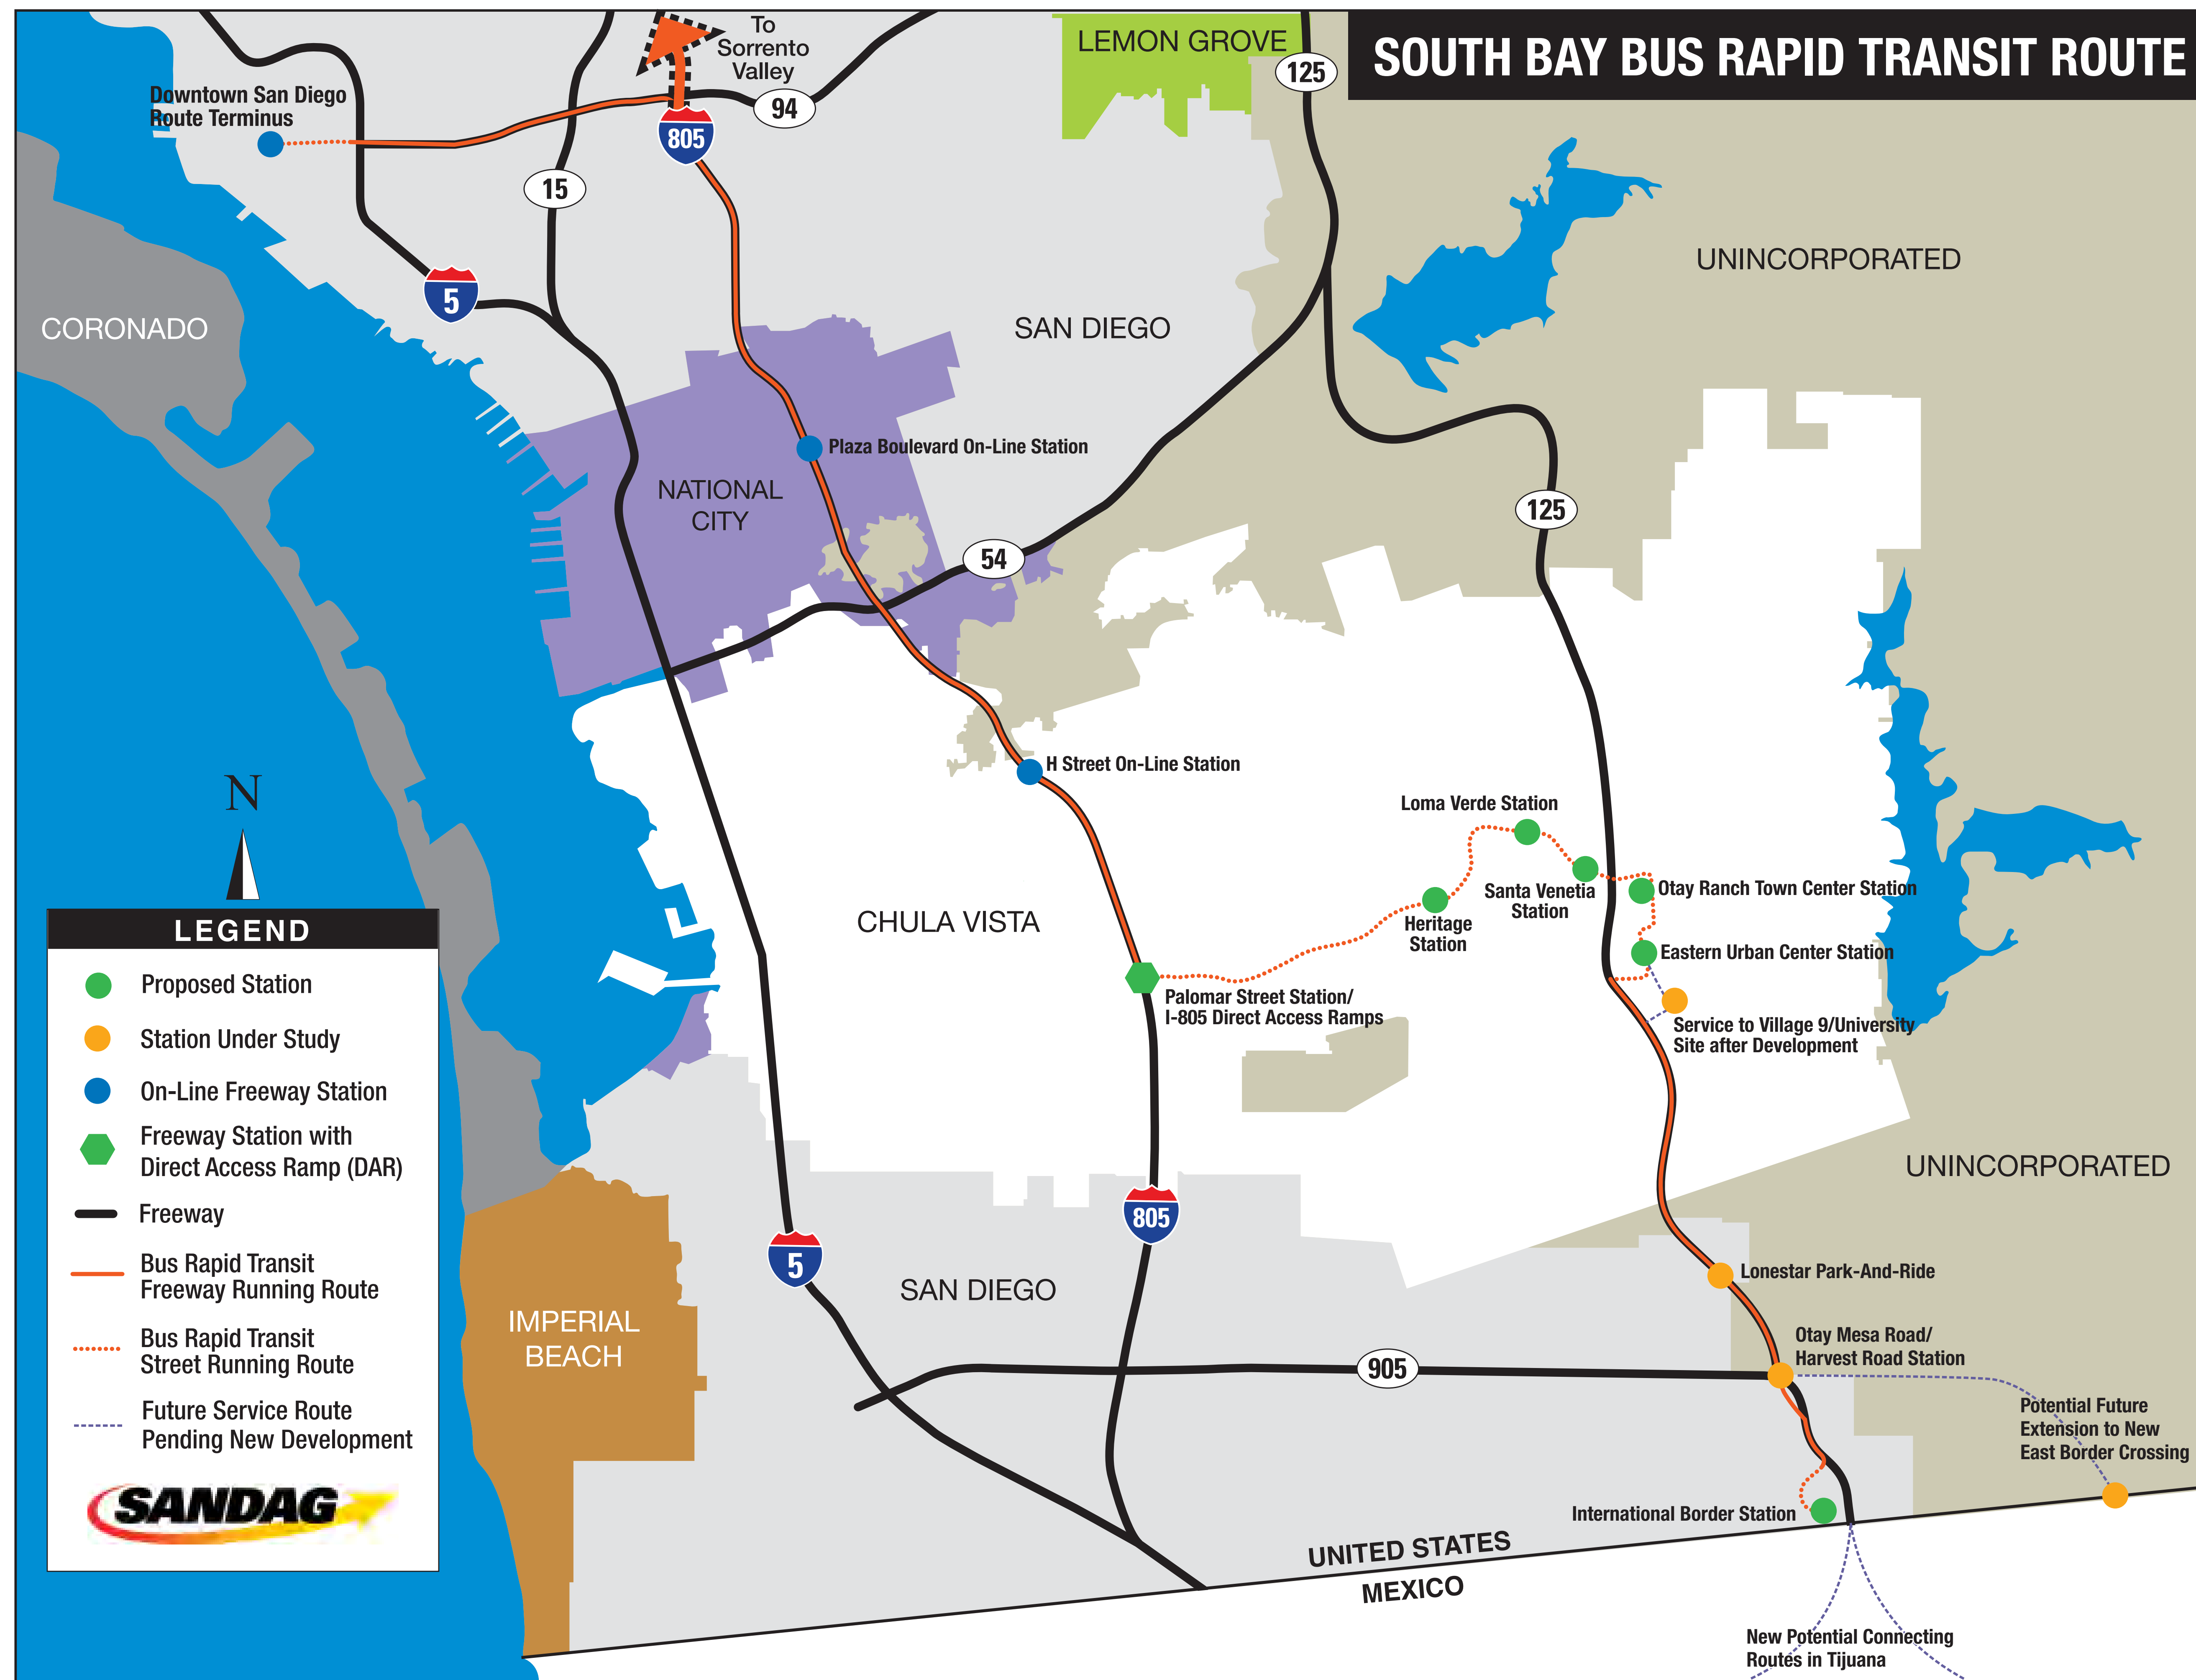 SOUTH BAY BUS RAPID TRANSIT ROUTE
To
Sorrento
Valley
LEMON GROVE
125
94
805
Downtown San Diego
Route Terminus
15
5
UNINCORPORATED
CORONADO
SAN DIEGO
Plaza Boulevard On-Line Station
NATIONAL
CITY
125
54
H Street On-Line Station
N
Loma Verde Station
Santa Venetia
Station
Otay Ranch Town Center Station
Heritage
Station
CHULA VISTA
Eastern Urban Center Station
Palomar Street Station/
I-805 Direct Access Ramps
Service to Village 9/University
Site after Development
UNINCORPORATED
805
5
SAN DIEGO
Lonestar Park-And-Ride
IMPERIAL
BEACH
Otay Mesa Road/
Harvest Road Station
905
Potential Future
Extension to New
East Border Crossing
International Border Station
UNITED STATES
MEXICO
New Potential Connecting
Routes in Tijuana
LEGEND
Proposed Station
Station Under Study
On-Line Freeway Station
Freeway Station with
Direct Access Ramp (DAR)
Freeway
Bus Rapid Transit
Freeway Running Route
Bus Rapid Transit
Street Running Route
Future Service Route
Pending New Development
SANDAG